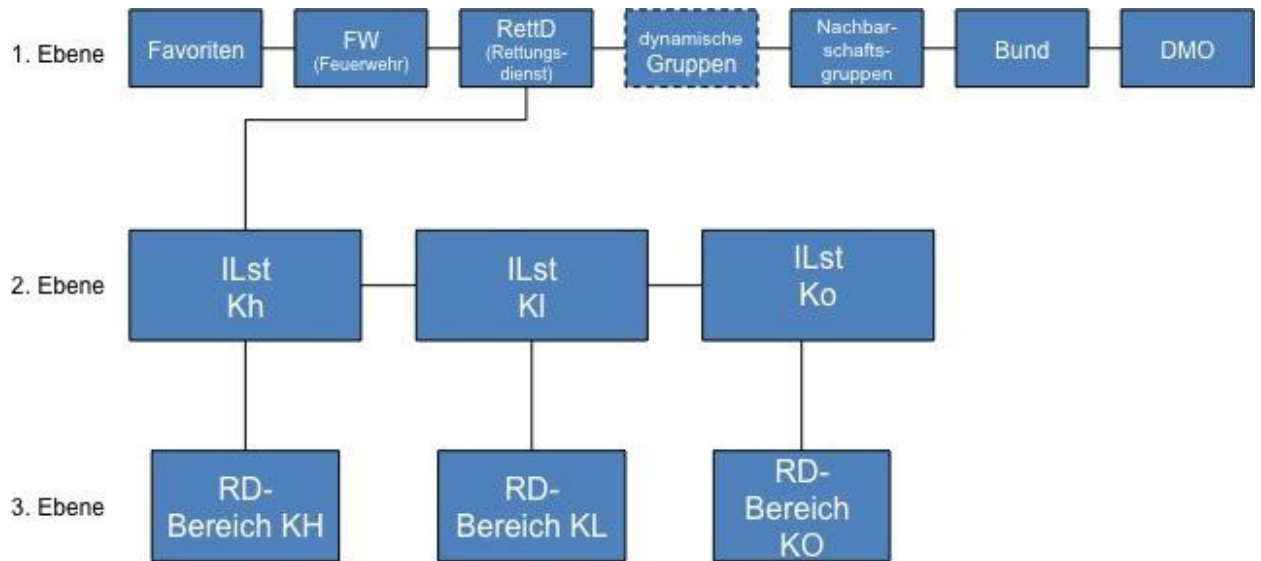 1. Ebene
Favoriten
FW
(Feuerwehr)
RettD
(Rettungs-
dienst)
dynamische
Gruppen
Nachbar-
schafts-
gruppen
Bund
DMO
2. Ebene
ILst
Kh
ILst
Kl
ILst
Ko
3. Ebene
RD-
Bereich KH
RD-
Bereich KL
RD-
Bereich
KO